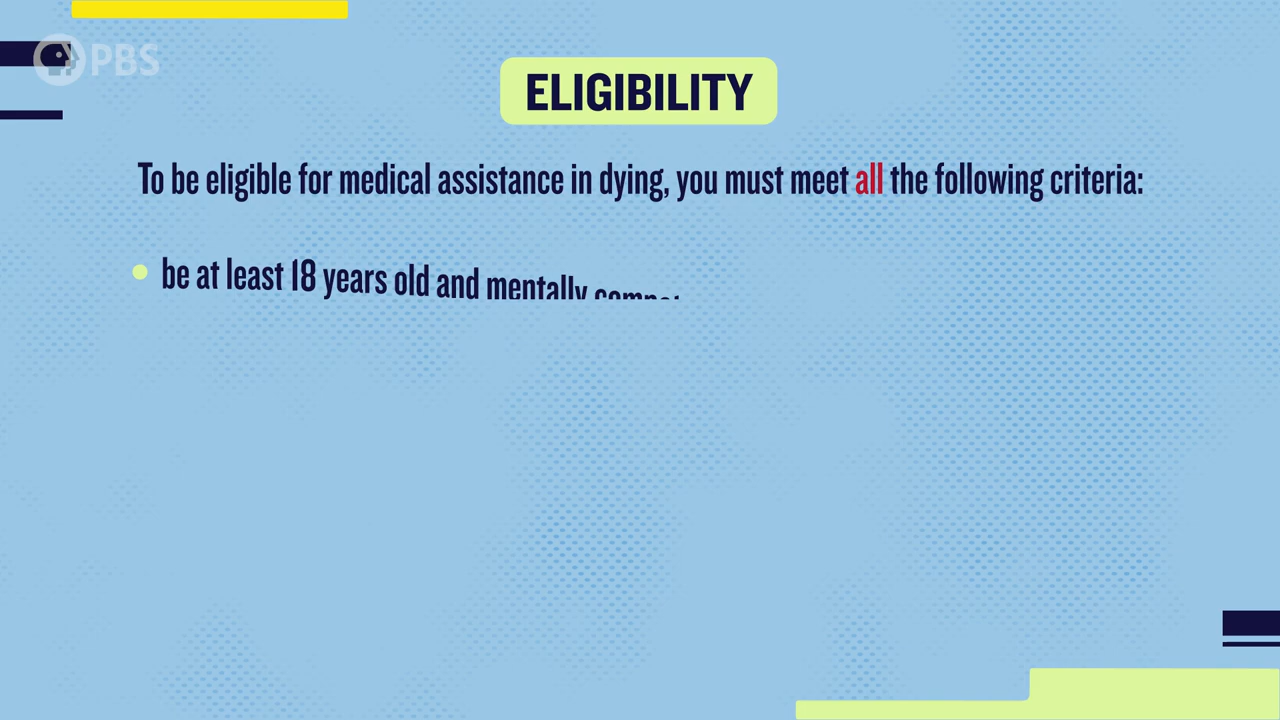 PBS
ELIGIBILITY
To be eligible for medical assistance in dying, you must meet all the following criteria:
be at least 18 years old and mentally